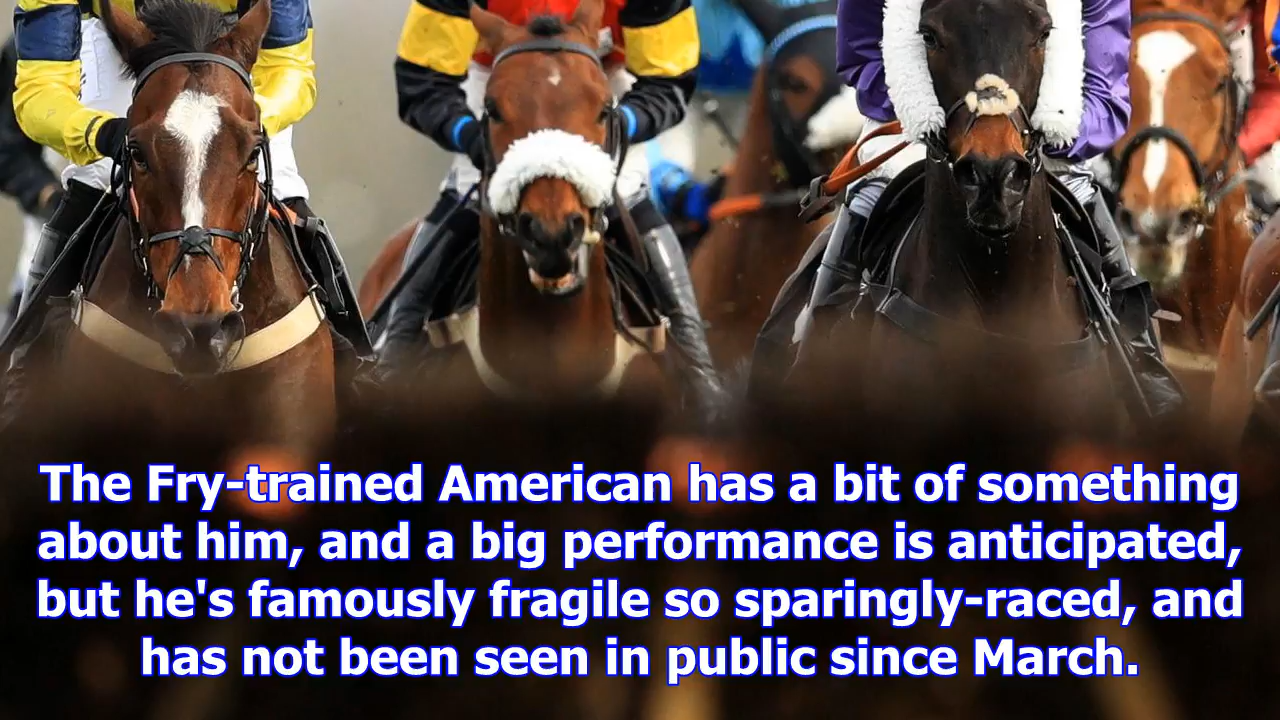 The Fry-trained American has a bit of something
about him, and a big performance is anticipated,
but he's famously fragile so sparingly-raced, and
has not been seen in public since March.